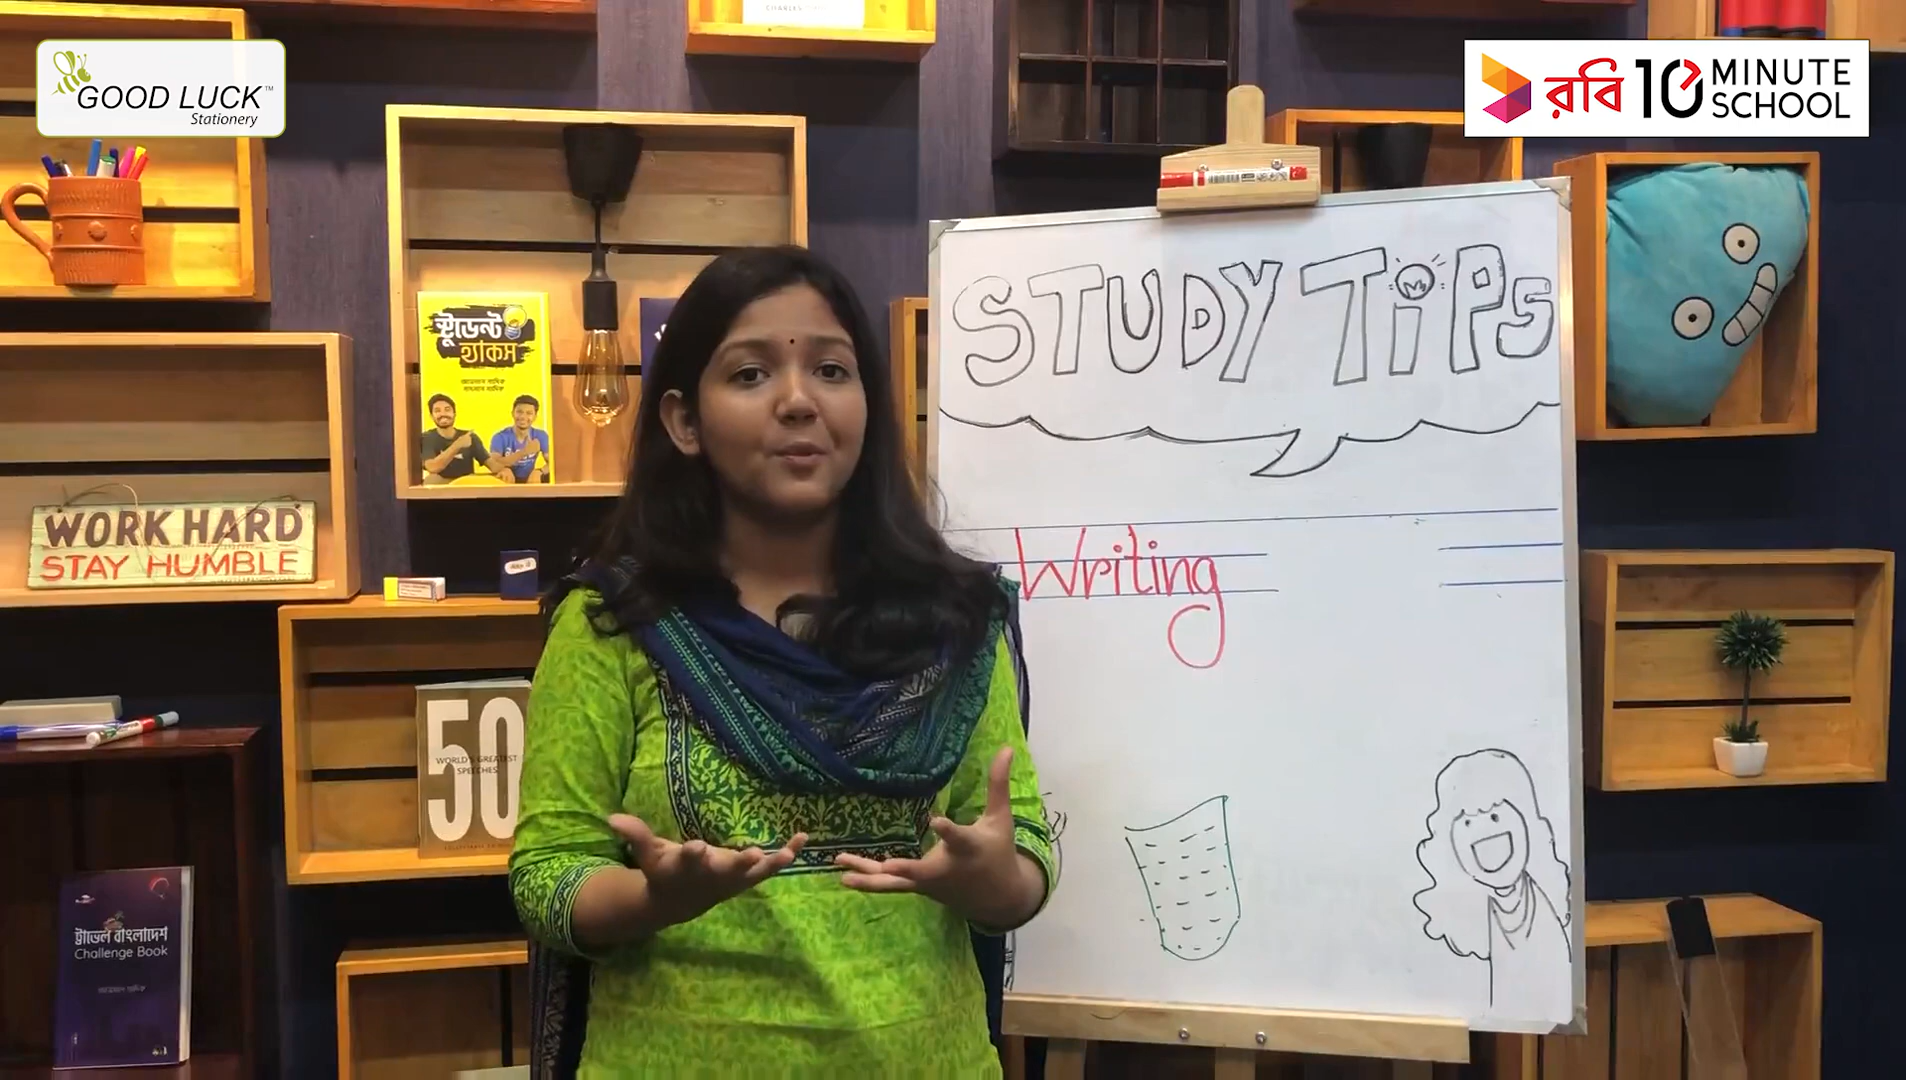 GOOD LUCK™
Stationery
রবি 10 MINUTE SCHOOL
STUDY TiPS
Writing
স্টুডেন্ট
হ্যাকস
WORK HARD
STAY HUMBLE
50
WORLD'S GREATEST
SPEECHES
ট্রাভেল বাংলাদেশ
Challenge Book